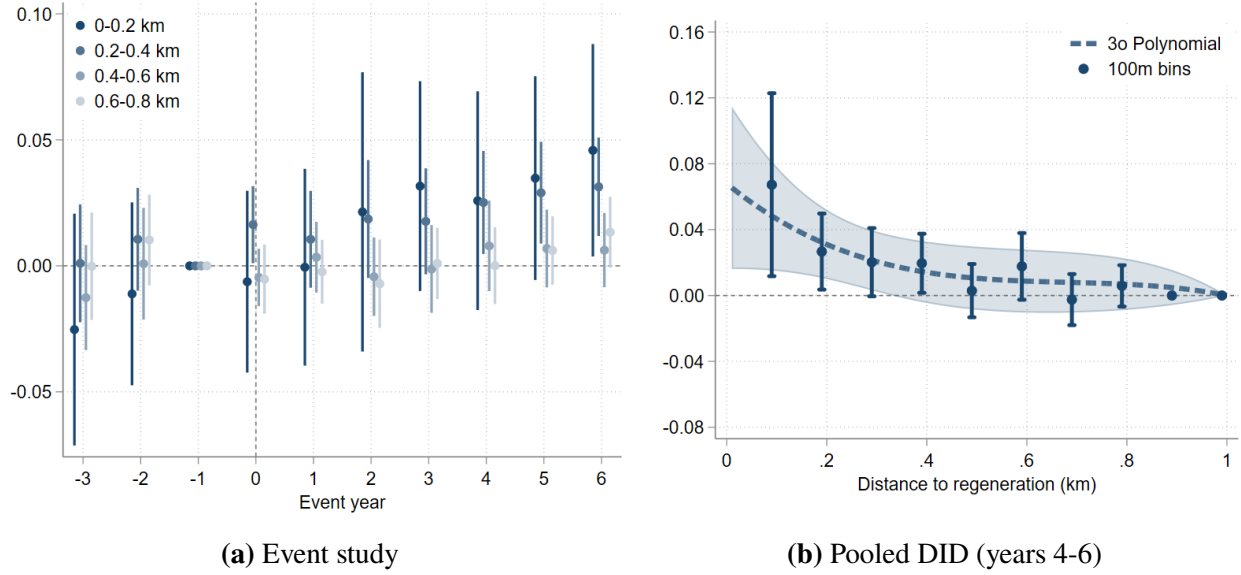 0.10
0.05
0.00
-0.05
0-0.2 km
0.2-0.4 km
0.4-0.6 km
0.6-0.8 km
-3 -2 -1 0 1 2 3 4 5 6
Event year
(a) Event study
0.16
0.12
0.08
0.04
0.00
-0.04
-0.08
3o Polynomial
100m bins
0 .2 .4 .6 .8 1
Distance to regeneration (km)
(b) Pooled DID (years 4-6)